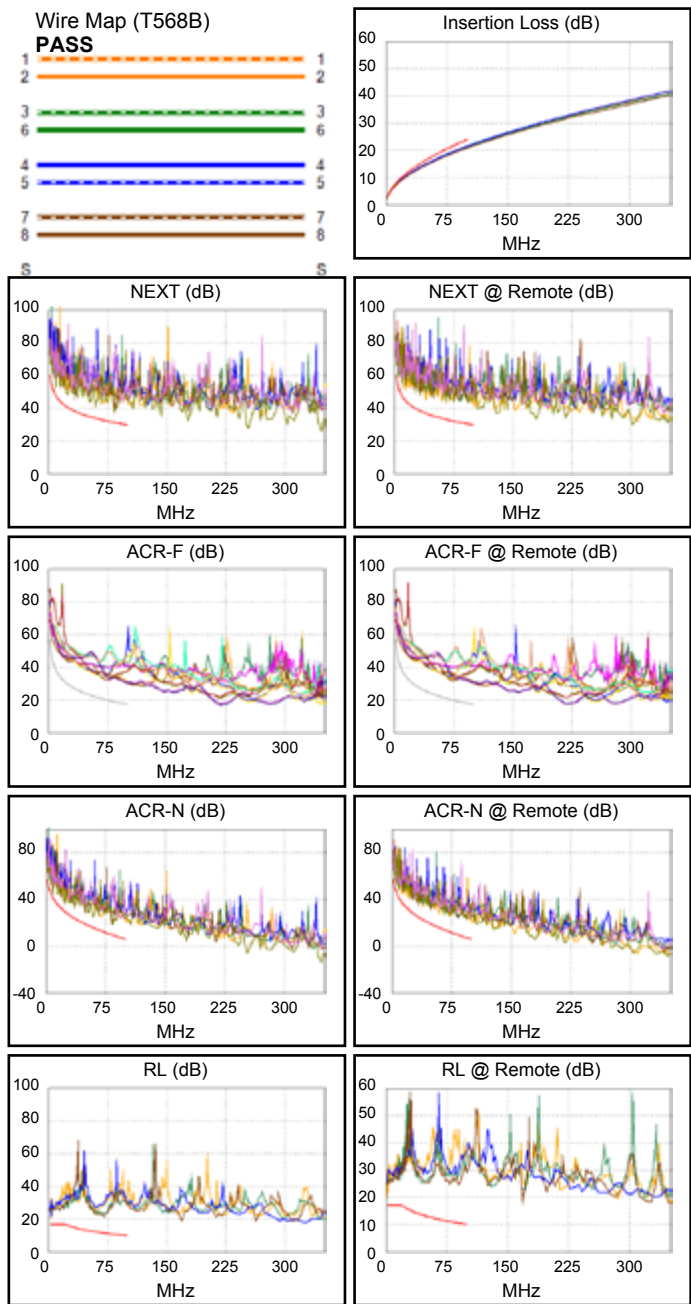 Wire Map (T568B)
PASS
1 1
2 2
3 3
6 6
4 4
5 5
7 7
8 8
S S
Insertion Loss (dB)
60
50
40
30
20
10
0
0 75 150 225 300
MHz
NEXT (dB)
100
80
60
40
20
0
0 75 150 225 300
MHz
NEXT @ Remote (dB)
100
80
60
40
20
0
0 75 150 225 300
MHz
ACR-F (dB)
100
80
60
40
20
0
0 75 150 225 300
MHz
ACR-F @ Remote (dB)
100
80
60
40
20
0
0 75 150 225 300
MHz
ACR-N (dB)
80
40
0
-40
0 75 150 225 300
MHz
ACR-N @ Remote (dB)
80
40
0
-40
0 75 150 225 300
MHz
RL (dB)
100
80
60
40
20
0
0 75 150 225 300
MHz
RL @ Remote (dB)
60
50
40
30
20
10
0
0 75 150 225 300
MHz